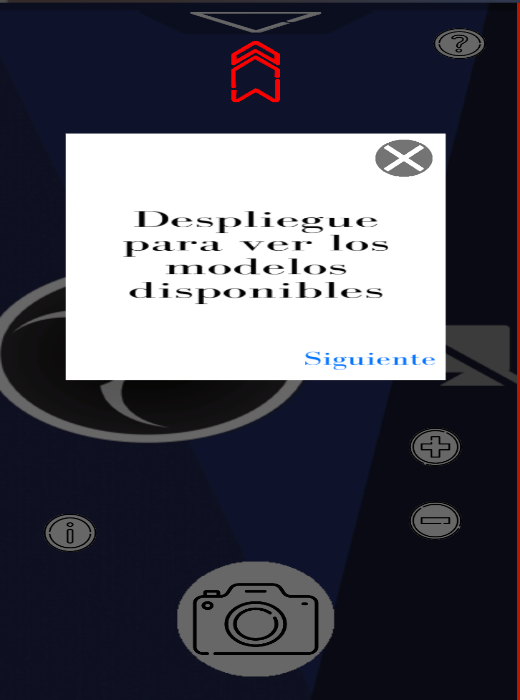 ?
Despliegue
para ver los
modelos
disponibles
Siguiente
i